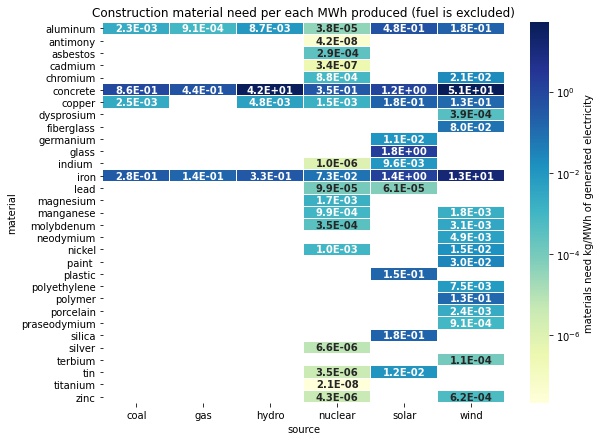 Construction material need per each MWh produced (fuel is excluded)
aluminum 2.3E-03 9.1E-04 8.7E-03 3.8E-05 4.8E-01 1.8E-01
antimony 4.2E-08
asbestos 2.9E-04
cadmium 3.4E-07
chromium 8.8E-04 2.1E-02
concrete 8.6E-01 4.4E-01 4.2E+01 3.5E-01 1.2E+00 5.1E+01
copper 2.5E-03 4.8E-03 1.5E-03 1.8E-01 1.3E-01
dysprosium 3.9E-04
fiberglass 8.0E-02
germanium 1.1E-02
glass 1.8E+00
indium 1.0E-06 9.6E-03
iron 2.8E-01 1.4E-01 3.3E-01 7.3E-02 1.4E+00 1.3E+01
lead 9.9E-05 6.1E-05
magnesium 1.7E-03
manganese 9.9E-04 1.8E-03
molybdenum 3.5E-04 3.1E-03
neodymium 4.9E-03
nickel 1.0E-03 1.5E-02
paint 3.0E-02
plastic 1.5E-01
polyethylene 7.5E-03
polymer 1.3E-01
porcelain 2.4E-03
praseodymium 9.1E-04
silica 1.8E-01
silver 6.6E-06
terbium 1.1E-04
tin 3.5E-06 1.2E-02
titanium 2.1E-08
zinc 4.3E-06 6.2E-04
coal gas hydro nuclear solar wind
source
material
10⁰
10⁻²
10⁻⁴
10⁻⁶
materials need kg/MWh of generated electricity